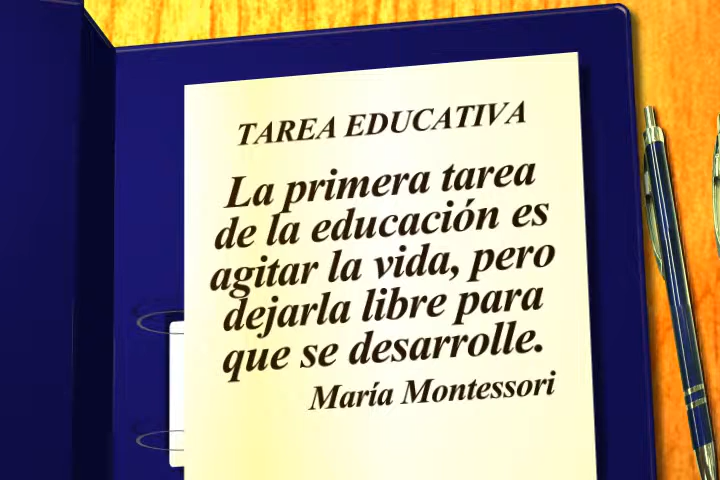 TAREA EDUCATIVA
La primera tarea
de la educación es
agitar la vida, pero
dejarla libre para
que se desarrolle.
María Montessori